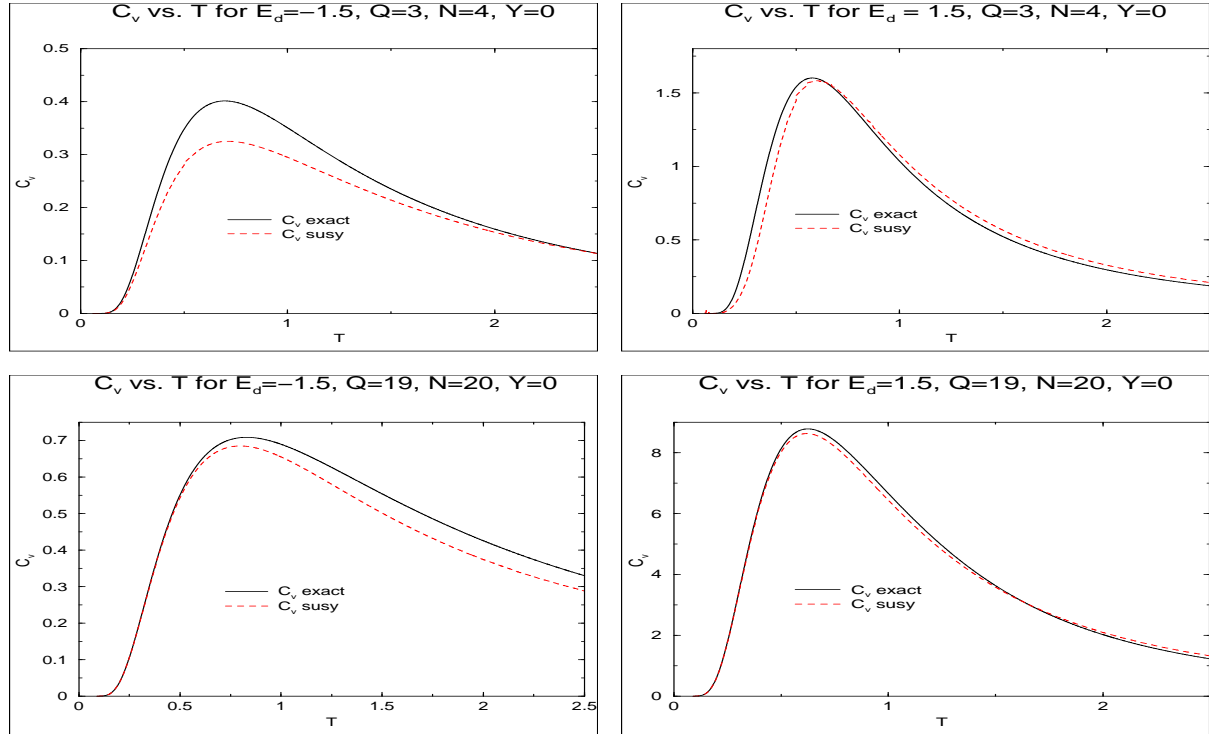 C_v vs. T for E_d=−1.5, Q=3, N=4, Y=0
0.5
0.4
0.3
0.2
0.1
0
C_v
C_v exact
C_v susy
0 1 2
T
C_v vs. T for E_d = 1.5, Q=3, N=4, Y=0
1.5
1
0.5
0
C_v
C_v exact
C_v susy
0 1 2
T
C_v vs. T for E_d=−1.5, Q=19, N=20, Y=0
0.7
0.6
0.5
0.4
0.3
0.2
0.1
0
C_v
C_v exact
C_v susy
0 0.5 1 1.5 2 2.5
T
C_v vs. T for E_d=1.5, Q=19, N=20, Y=0
8
6
4
2
0
C_v
C_v exact
C_v susy
0 1 2
T